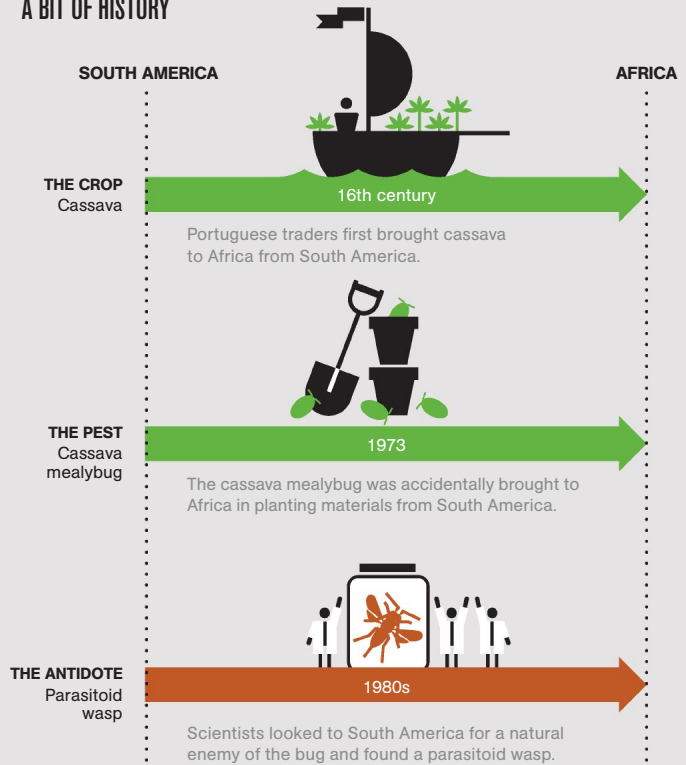 A BIT OF HISTORY
SOUTH AMERICA
AFRICA
THE CROP
Cassava
16th century
Portuguese traders first brought cassava
to Africa from South America.
THE PEST
Cassava
mealybug
1973
The cassava mealybug was accidentally brought to
Africa in planting materials from South America.
THE ANTIDOTE
Parasitoid
wasp
1980s
Scientists looked to South America for a natural
enemy of the bug and found a parasitoid wasp.